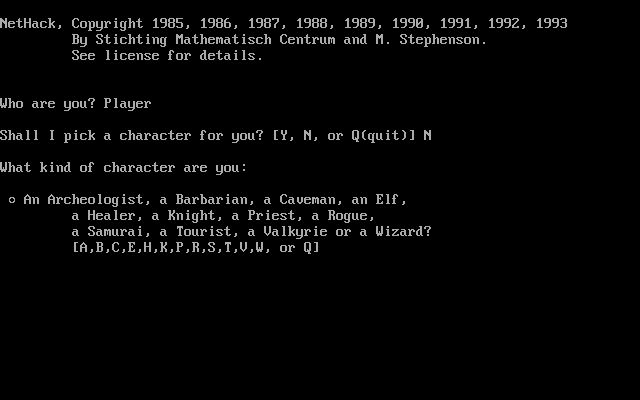 NetHack, Copyright 1985, 1986, 1987, 1988, 1989, 1990, 1991, 1992, 1993
By Stichting Mathematisch Centrum and M. Stephenson.
See license for details.
Who are you? Player
Shall I pick a character for you? [Y, N, or Q(quit)] N
What kind of character are you:
o An Archeologist, a Barbarian, a Caveman, an Elf,
a Healer, a Knight, a Priest, a Rogue,
a Samurai, a Tourist, a Valkyrie or a Wizard?
[A,B,C,E,H,K,P,R,S,T,V,W, or Q]